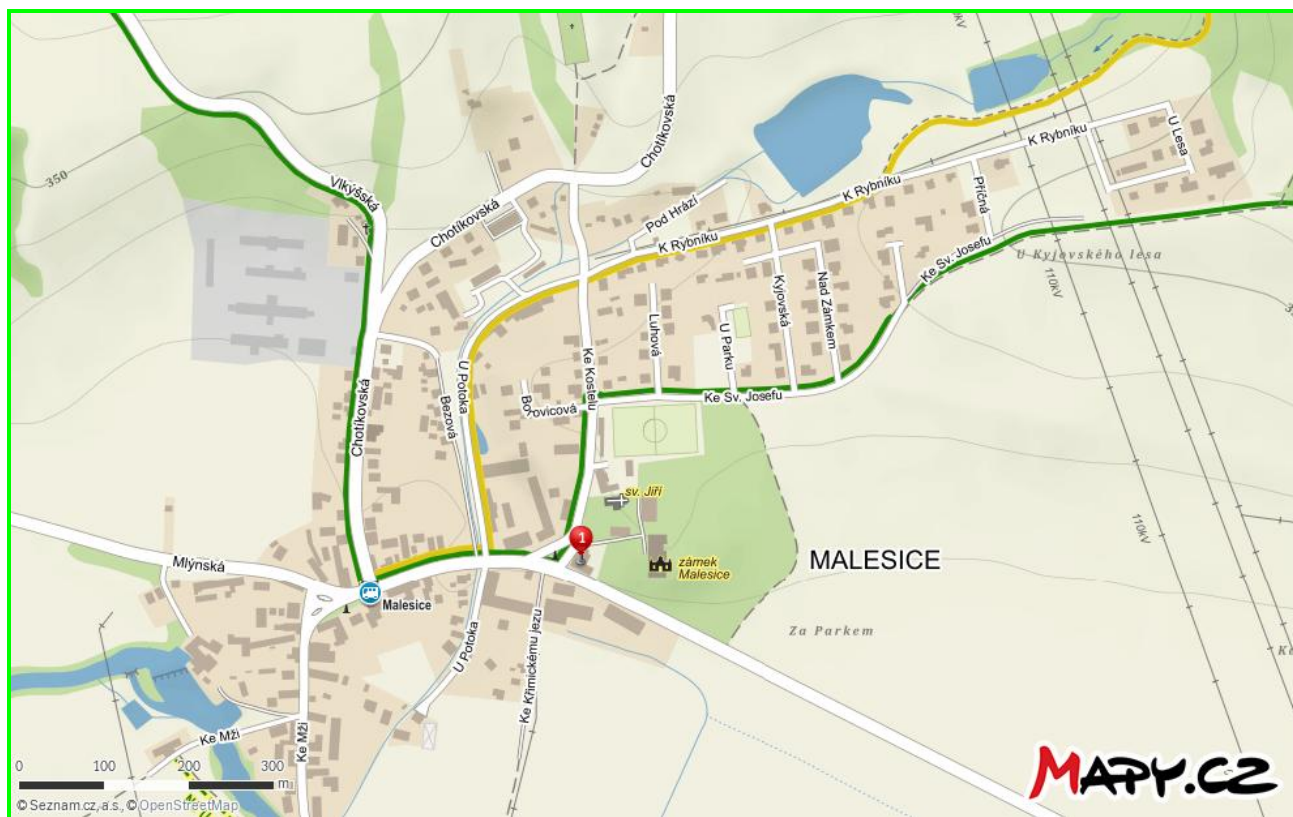 110kV
Chotíkovská
U Lesa
K Rybníku
350
Vlkýšská
K Rybníku
Příčná
Pod Hrází
Chotíkovská
K Rybníku
Ke Sv. Josefu
U Kyjovského lesa
110kV
Kyjovská
Nad Zámkem
Luhová
U Parku
Ke Kostelu
U Potoka
Bezová
Chotíkovská
Borovicová
Ke Sv. Josefu
sv. Jiří
110kV
1
MALESICE
Mlýnská
zámek
Malesice
Malesice
Za Parkem
U Potoka
Ke Křimickému jezu
Ke Mži
Ke Mži
0 100 200 300
m
MAPY.CZ
© Seznam.cz, a.s., © OpenStreetMap